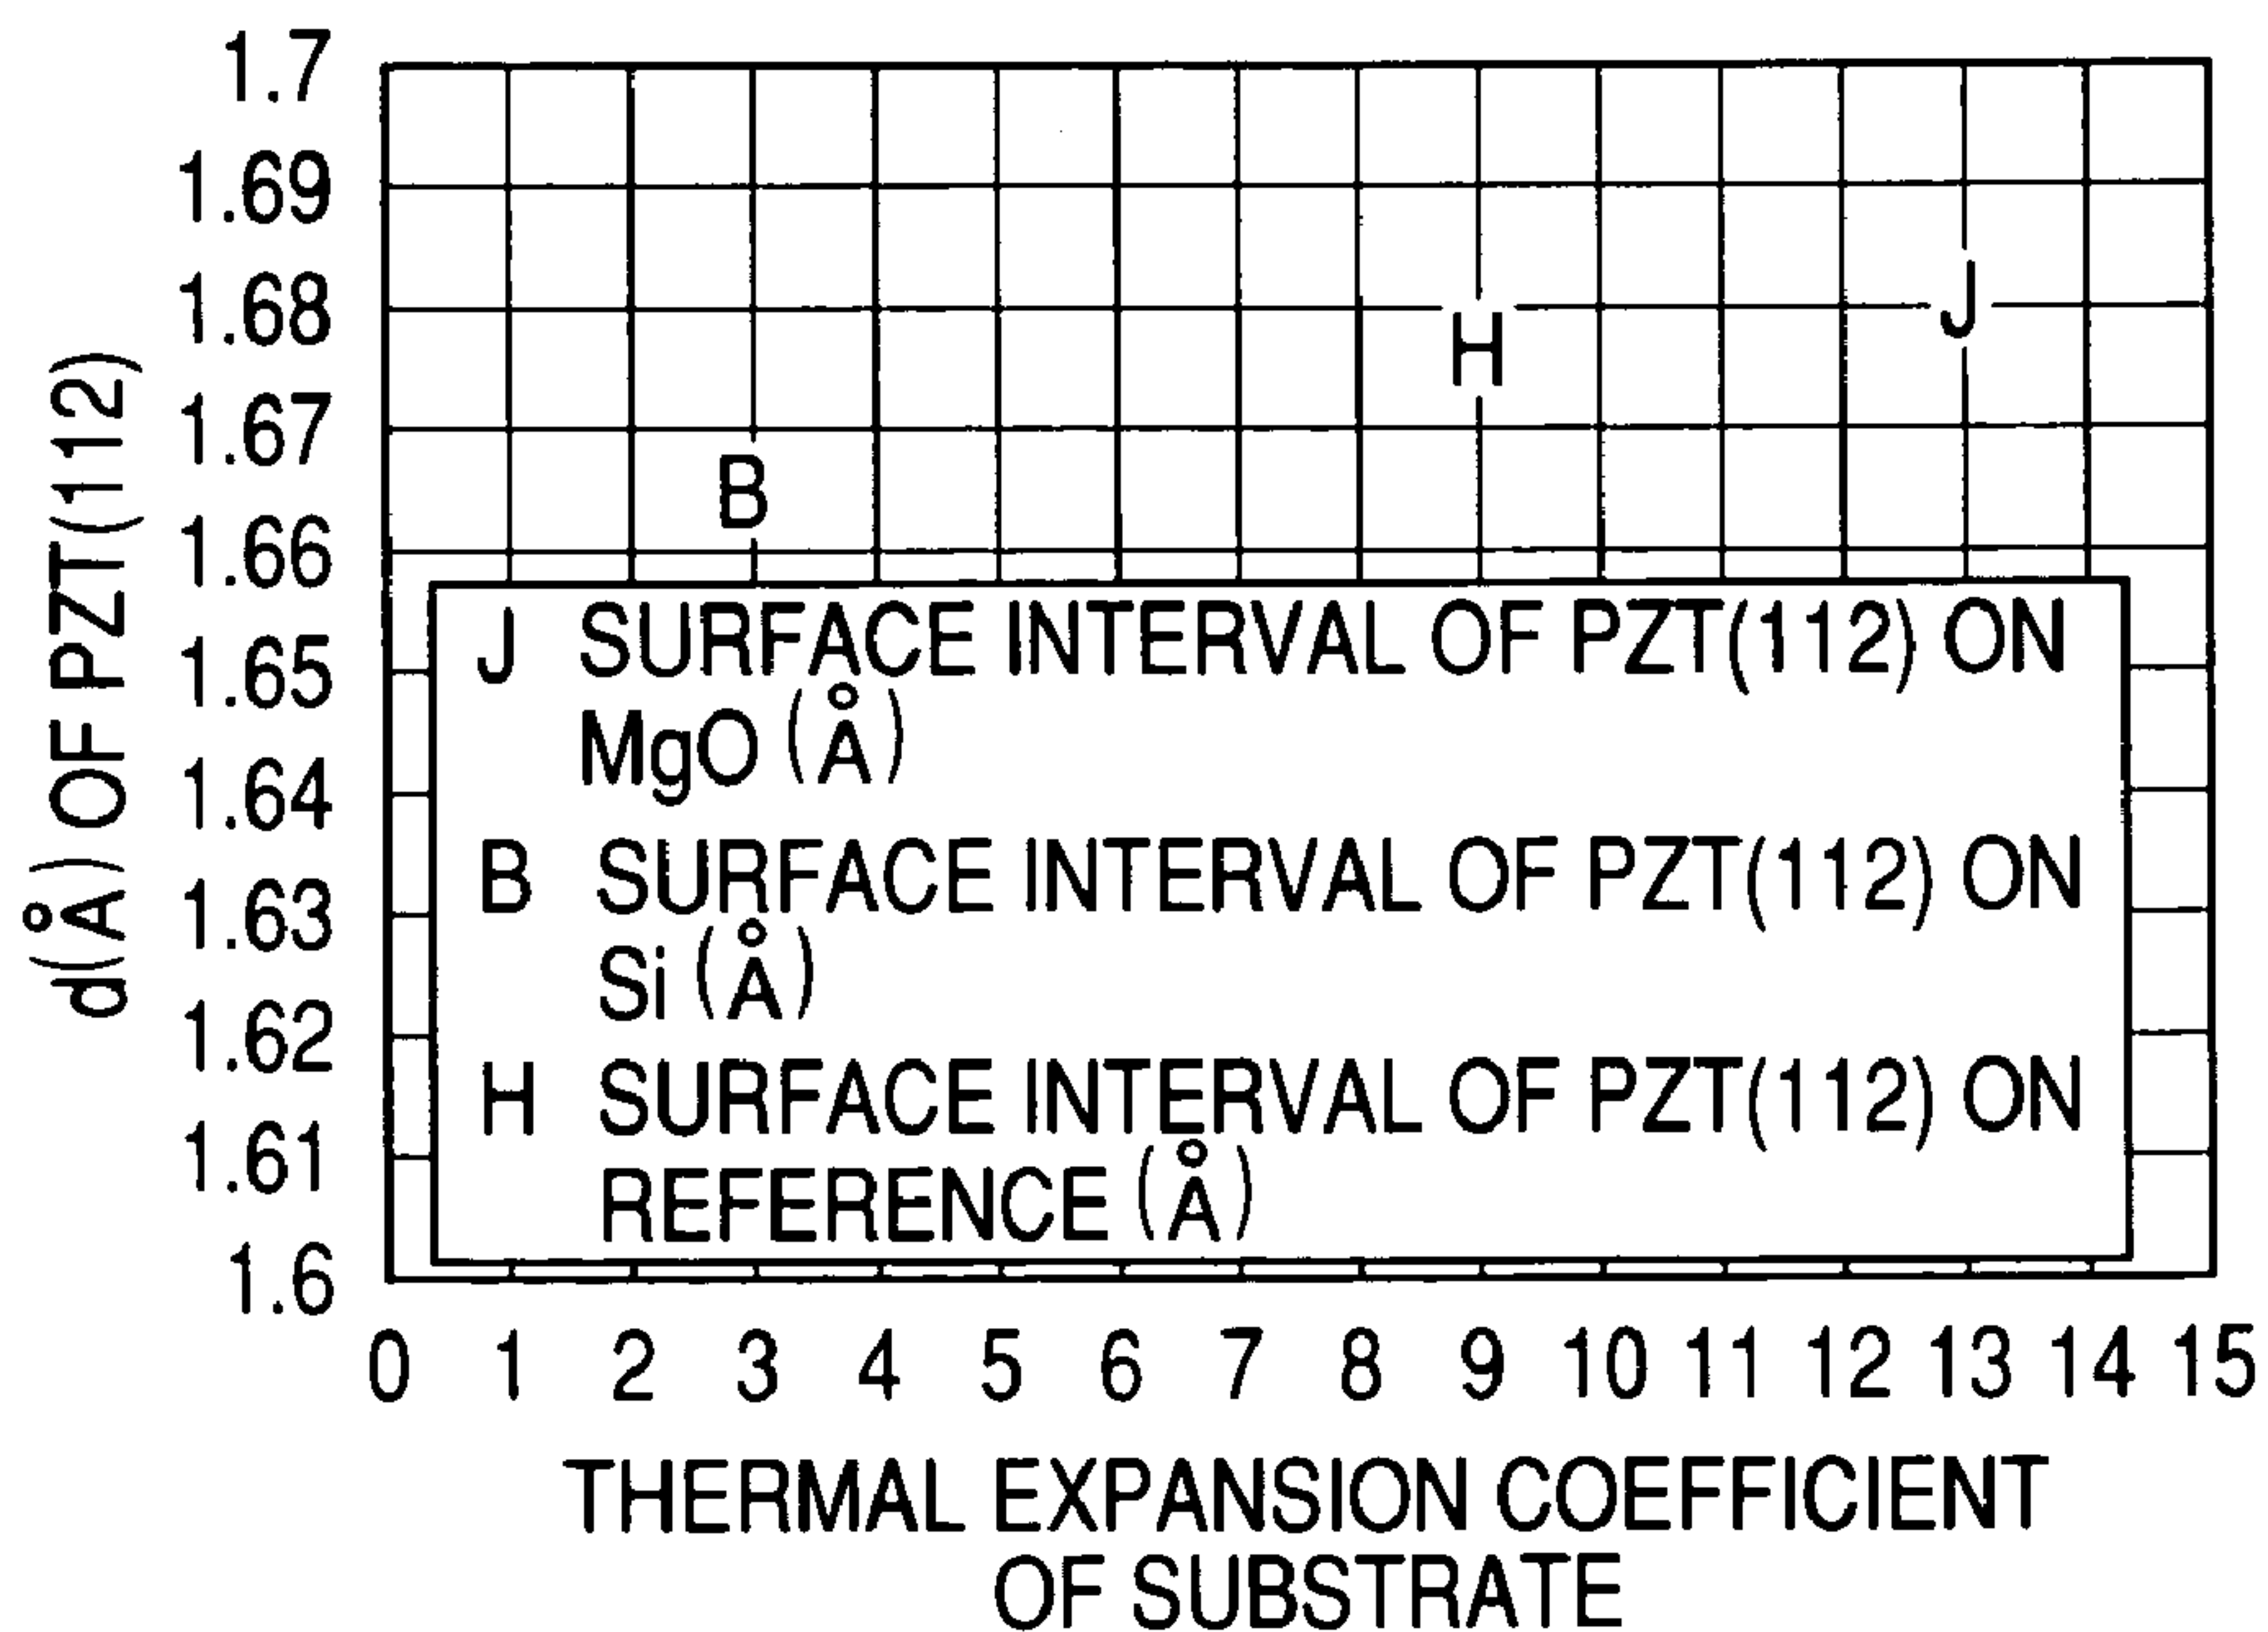 1.7
1.69
1.68
1.67
1.66
1.65
1.64
1.63
1.62
1.61
1.6
d(Å) OF PZT(112)
H
J
B
J SURFACE INTERVAL OF PZT(112) ON
MgO (Å)
B SURFACE INTERVAL OF PZT(112) ON
Si (Å)
H SURFACE INTERVAL OF PZT(112) ON
REFERENCE (Å)
0 1 2 3 4 5 6 7 8 9 10 11 12 13 14 15
THERMAL EXPANSION COEFFICIENT
OF SUBSTRATE